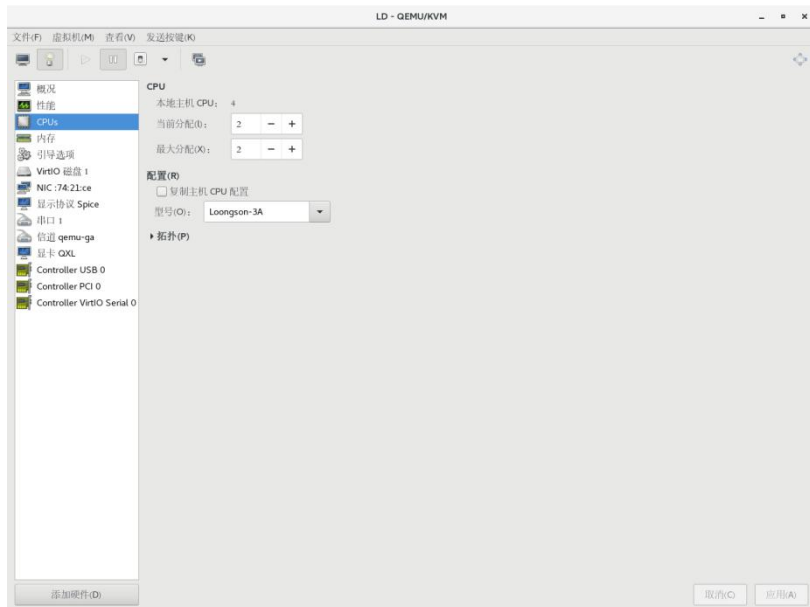 LD - QEMU/KVM
文件(F) 虚拟机(M) 查看(V) 发送按键(K)
概况
性能
CPUs
内存
引导选项
VirtIO 磁盘 1
NIC :74:21:ce
显示协议 Spice
串口 1
信道 qemu-ga
显卡 QXL
Controller USB 0
Controller PCI 0
Controller VirtIO Serial 0
添加硬件(D)
CPU
本地主机 CPU： 4
当前分配(I)： 2 − +
最大分配(X)： 2 − +
配置(R)
复制主机 CPU 配置
型号(O)： Loongson-3A
拓扑(P)
取消(C) 应用(A)